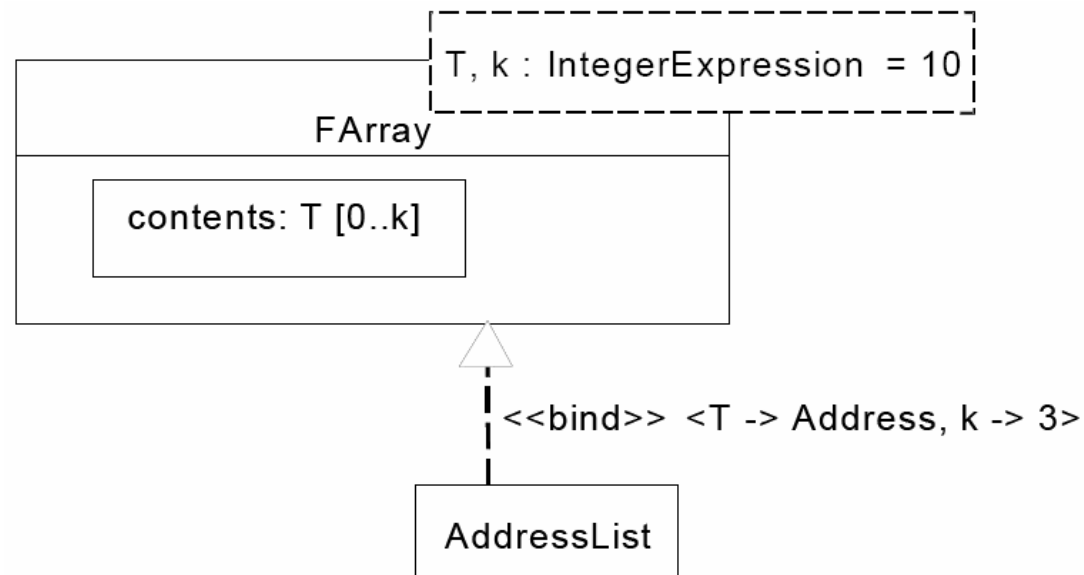 T, k : IntegerExpression = 10
FArray
contents: T [0..k]
<<bind>> <T -> Address, k -> 3>
AddressList